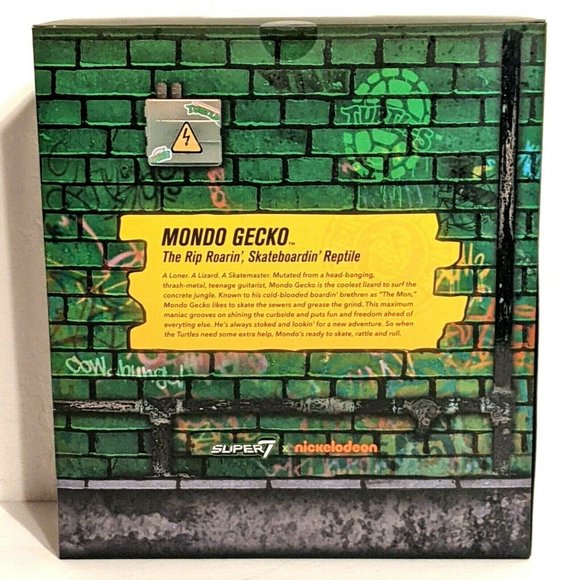 TURTLES
MONDO GECKO™
The Rip Roarin', Skateboardin' Reptile
A Loner. A Lizard. A Skatemaster. Mutated from a head-banging,
thrash-metal, teenage guitarist, Mondo Gecko is the coolest lizard to surf the
concrete jungle. Known to his cold-blooded boardin' brethren as "The Mon,"
Mondo Gecko likes to skate the sewers and grease the grind. This maximum
maniac grooves on shining the curbside and puts fun and freedom ahead of
everyting else. He's always stoked and lookin' for a new adventure. So when
the Turtles need some extra help, Mondo's ready to skate, rattle and roll.
COWabunga!
SUPER7 x nickelodeon